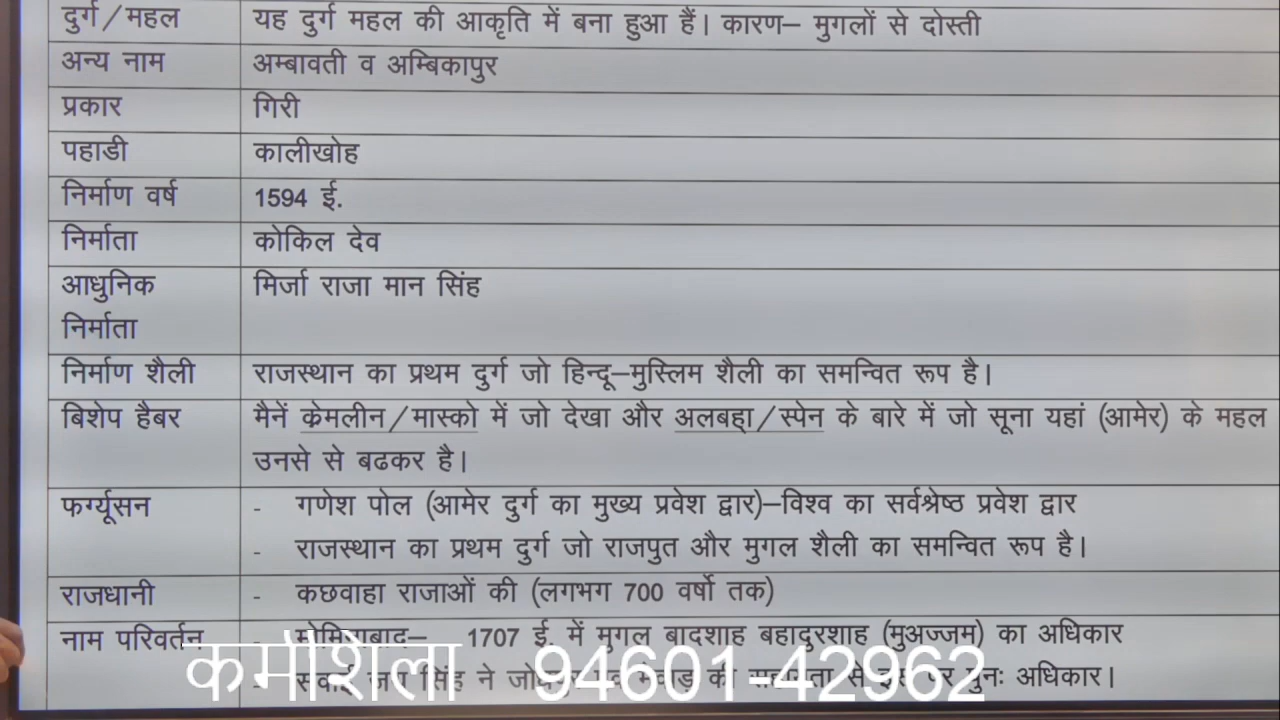 दुर्ग/महल यह दुर्ग महल की आकृति में बना हुआ हैं। कारण– मुगलों से दोस्ती
अन्य नाम अम्बावती व अम्बिकापुर
प्रकार गिरी
पहाडी कालीखोह
निर्माण वर्ष 1594 ई.
निर्माता कोकिल देव
आधुनिक मिर्जा राजा मान सिंह
निर्माता
निर्माण शैली राजस्थान का प्रथम दुर्ग जो हिन्दू–मुस्लिम शैली का समन्वित रूप है।
बिशेप हैबर मैनें क्रेमलीन/मास्को में जो देखा और अलबह्रा/स्पेन के बारे में जो सूना यहां (आमेर) के महल
उनसे से बढकर है।
फर्ग्यूसन - गणेश पोल (आमेर दुर्ग का मुख्य प्रवेश द्वार)–विश्व का सर्वश्रेष्ठ प्रवेश द्वार
- राजस्थान का प्रथम दुर्ग जो राजपुत और मुगल शैली का समन्वित रूप है।
राजधानी - कछवाहा राजाओं की (लगभग 700 वर्षो तक)
नाम परिवर्तन - 1707 ई. में मुगल बादशाह बहादुरशाह (मुअज्जम) का अधिकार
- सवाई जय सिंह ने से पुनः अधिकार।
94601-42962